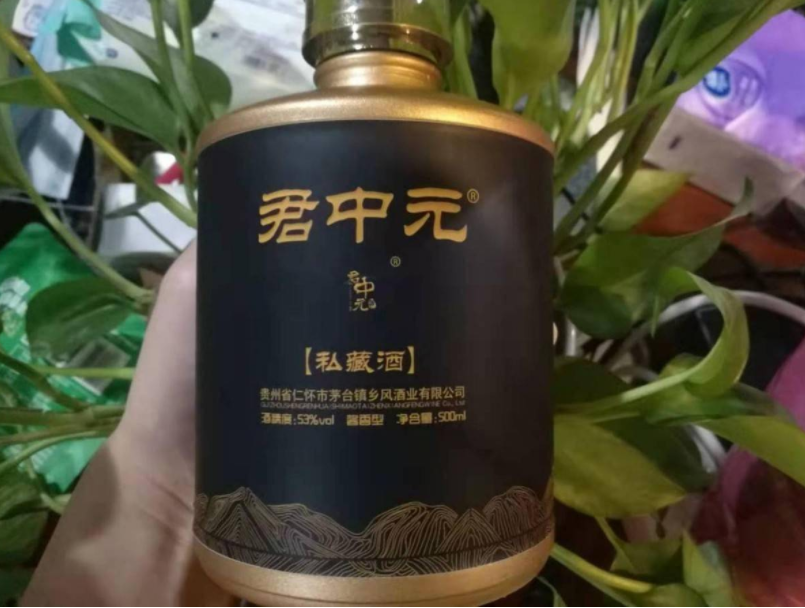 君中元®
®
君中元
【私藏酒】
贵州省仁怀市茅台镇乡风酒业有限公司
酒精度:53%vol 酱香型 净含量:500ml